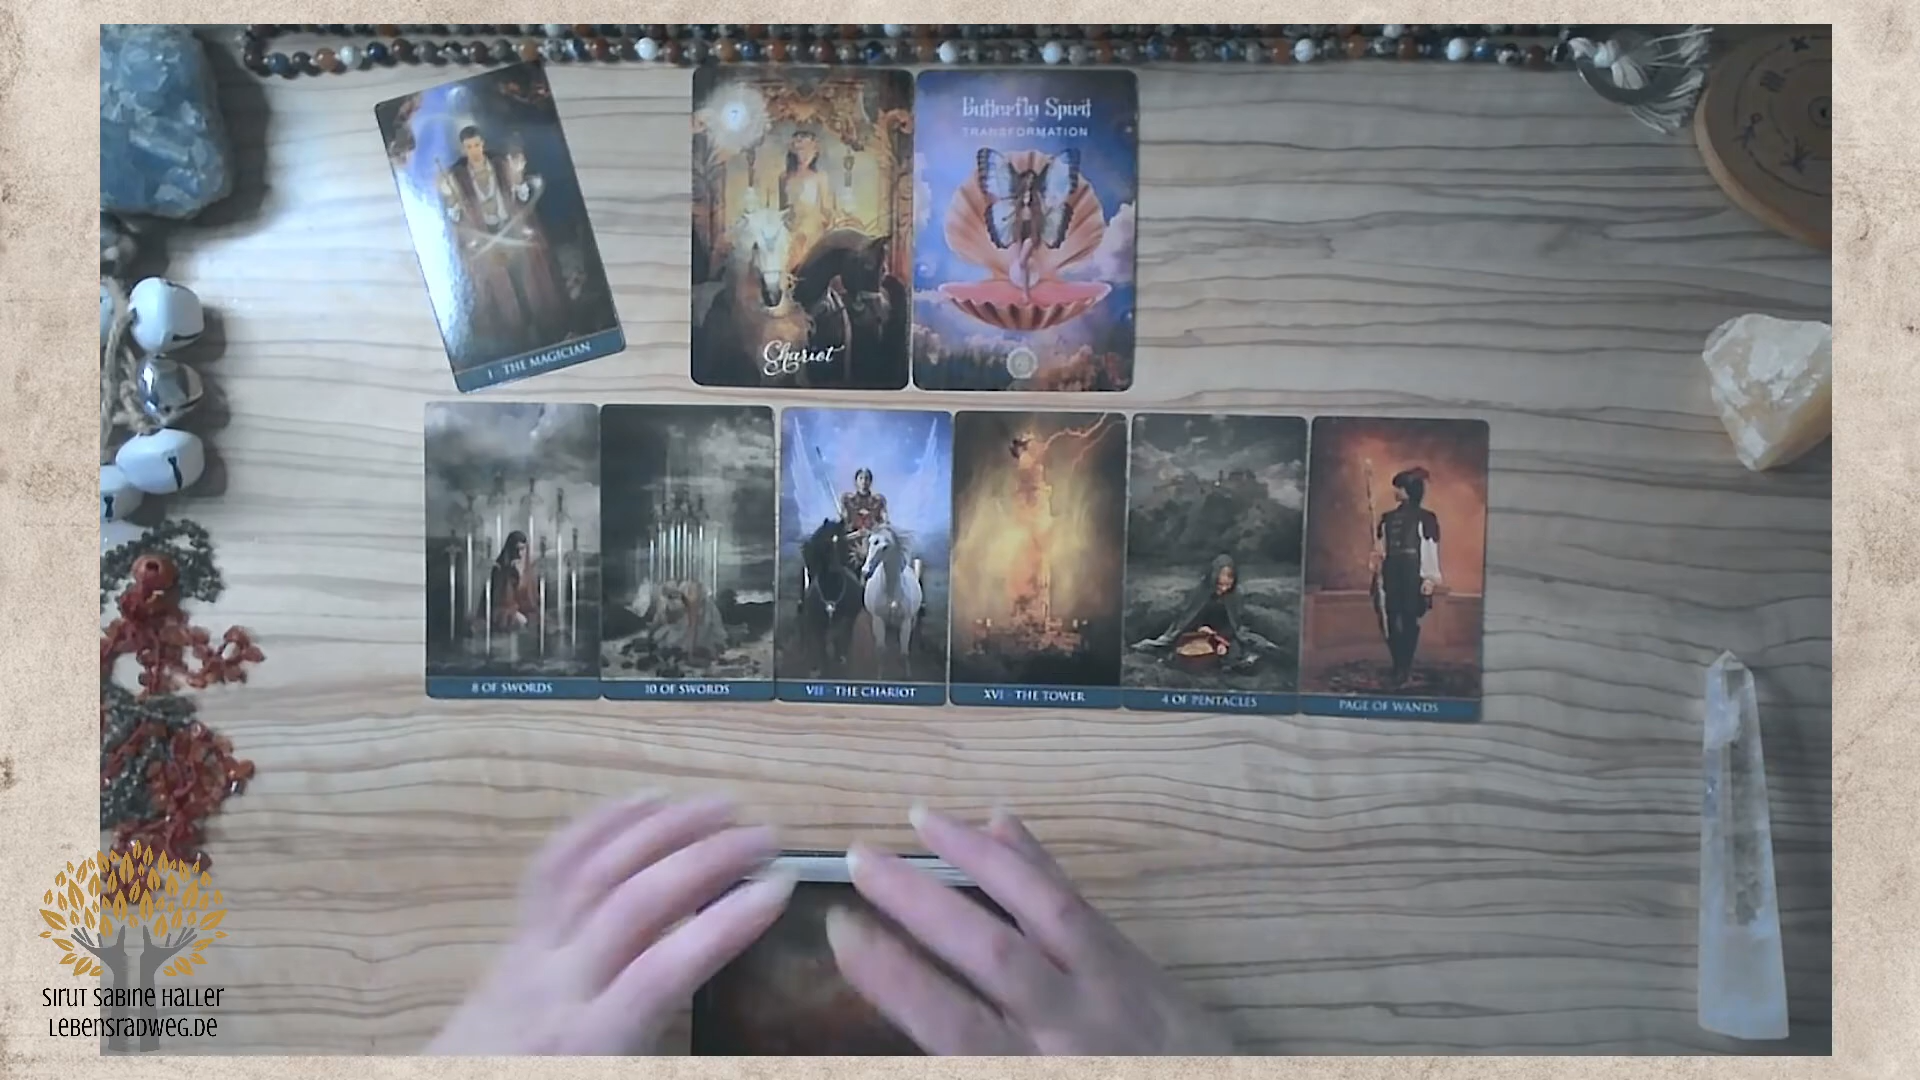 Butterfly Spirit
TRANSFORMATION
7
Chariot
I THE MAGICIAN
8 OF SWORDS
10 OF SWORDS
VII THE CHARIOT
XVI THE TOWER
4 OF PENTACLES
PAGE OF WANDS
SIRUT SABINE HALLER
LEBENSRADWEG.DE